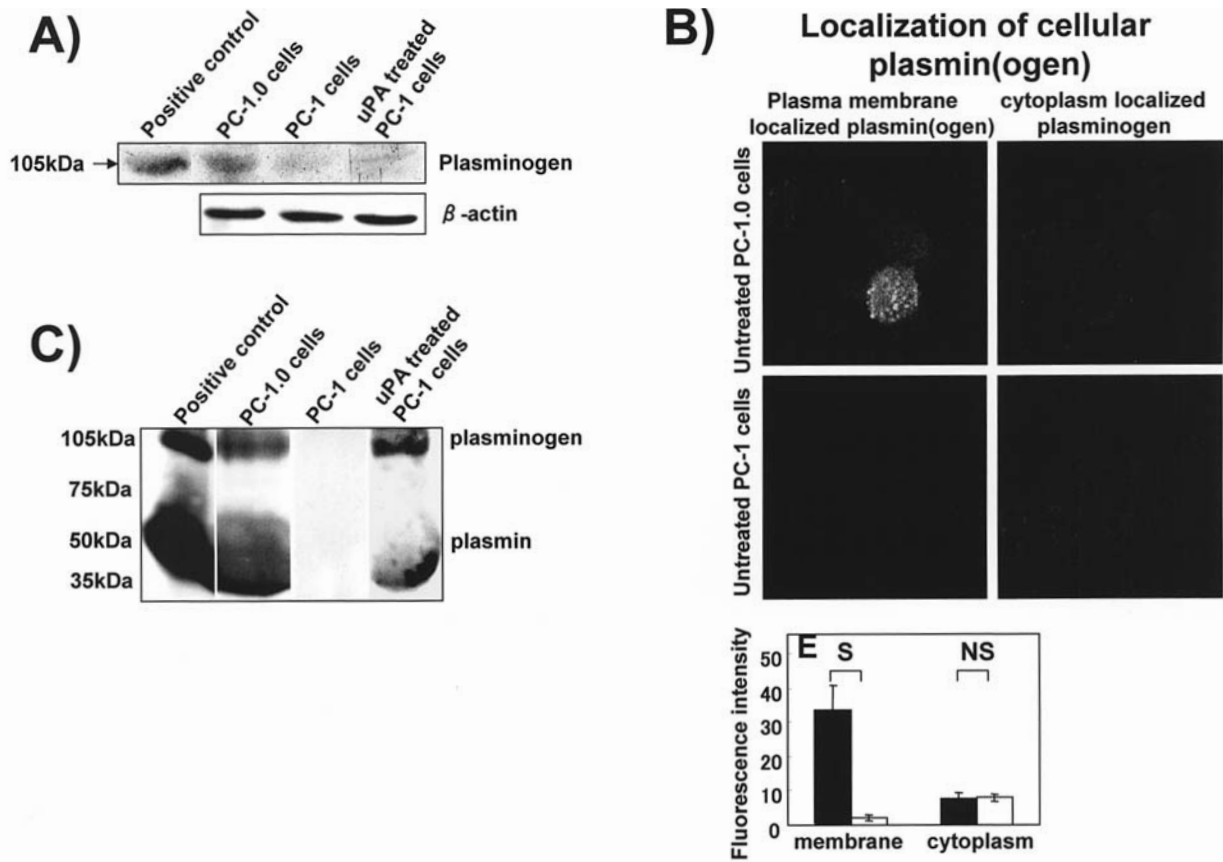 A)
Positive control
PC-1.0 cells
PC-1 cells
uPA treated
PC-1 cells
105kDa
Plasminogen
β-actin
B)
Localization of cellular
plasmin(ogen)
Plasma membrane
localized plasmin(ogen)
cytoplasm localized
plasminogen
Untreated PC-1.0 cells
Untreated PC-1 cells
C)
Positive control
PC-1.0 cells
PC-1 cells
uPA treated
PC-1 cells
105kDa
plasminogen
75kDa
50kDa
plasmin
35kDa
E
S
NS
Fluorescence intensity
50
40
30
20
10
0
membrane
cytoplasm